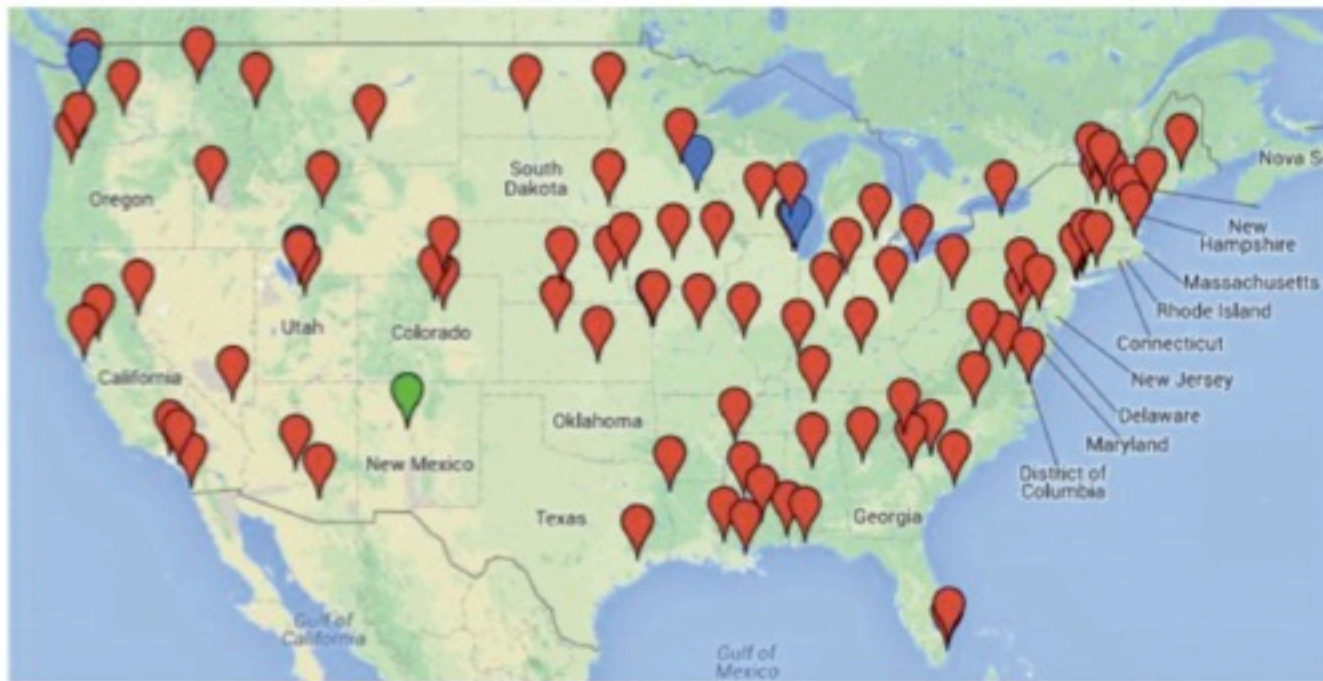 Nova S
South
Dakota
Oregon
New
Hampshire
Massachusetts
Rhode Island
Utah
Colorado
Connecticut
California
New Jersey
Delaware
Oklahoma
Maryland
New Mexico
District of
Columbia
Texas
Georgia
Gulf of
California
Gulf of
Mexico